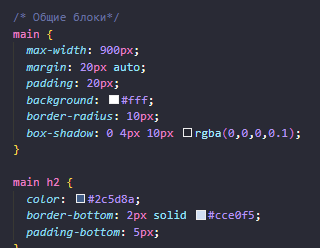 /* Общие блоки*/
main {
max-width: 900px;
margin: 20px auto;
padding: 20px;
background: #fff;
border-radius: 10px;
box-shadow: 0 4px 10px rgba(0,0,0,0.1);
}
main h2 {
color: #2c5d8a;
border-bottom: 2px solid #cce0f5;
padding-bottom: 5px;
}